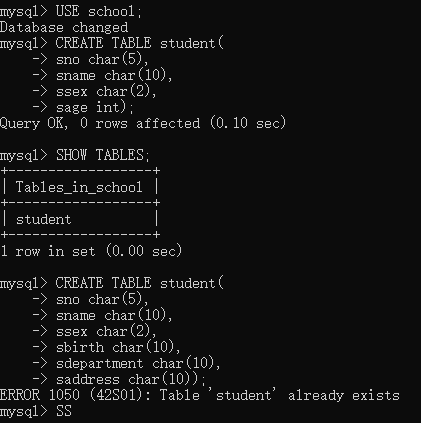 mysql> USE school;
Database changed
mysql> CREATE TABLE student(
    -> sno char(5),
    -> sname char(10),
    -> ssex char(2),
    -> sage int);
Query OK, 0 rows affected (0.10 sec)

mysql> SHOW TABLES;
+------------------+
| Tables_in_school |
+------------------+
| student          |
+------------------+
1 row in set (0.00 sec)

mysql> CREATE TABLE student(
    -> sno char(5),
    -> sname char(10),
    -> ssex char(2),
    -> sbirth char(10),
    -> sdepartment char(10),
    -> saddress char(10));
ERROR 1050 (42S01): Table 'student' already exists
mysql> SS